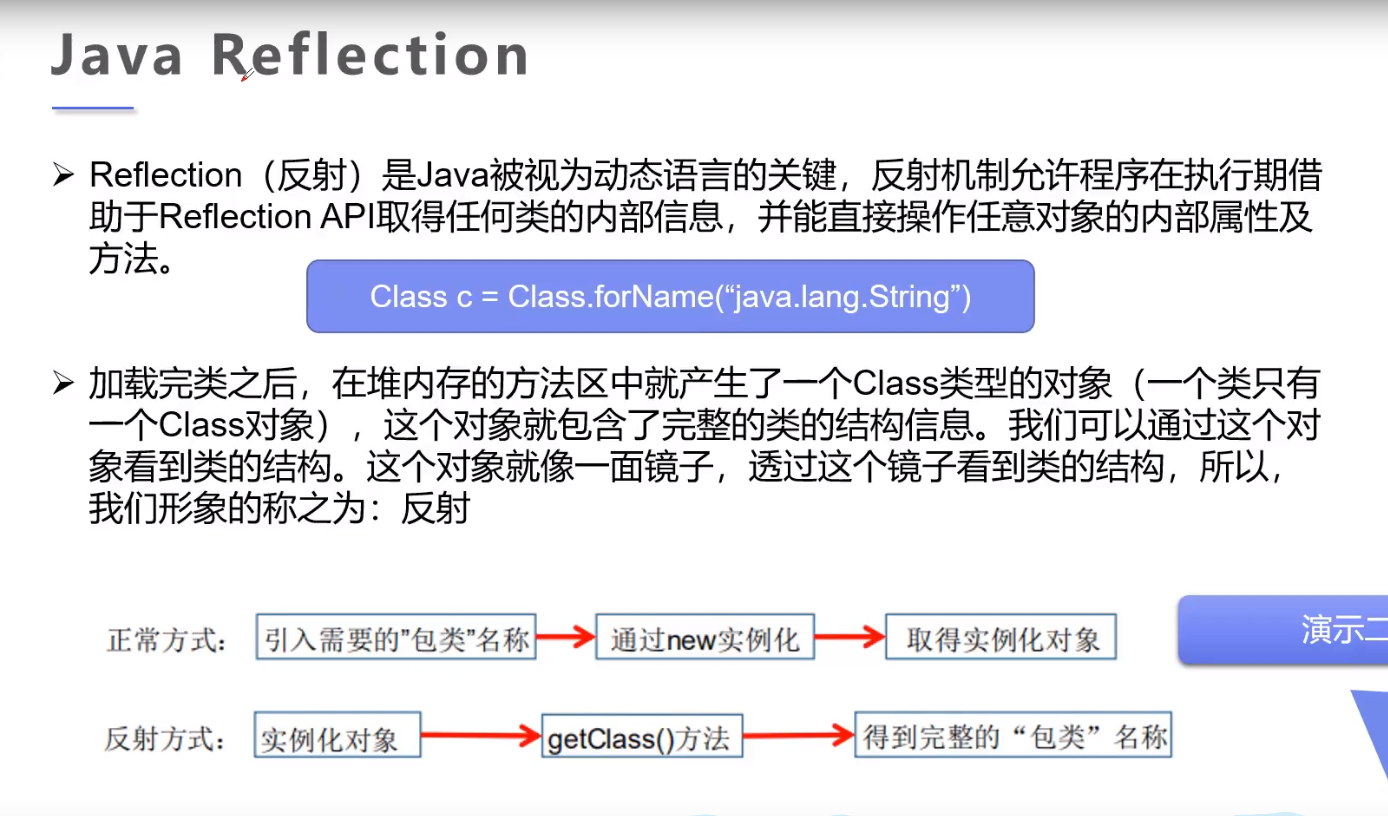 Java Reflection
Reflection（反射）是Java被视为动态语言的关键，反射机制允许程序在执行期借
助于Reflection API取得任何类的内部信息，并能直接操作任意对象的内部属性及
方法。
Class c = Class.forName(“java.lang.String”)
加载完类之后，在堆内存的方法区中就产生了一个Class类型的对象（一个类只有
一个Class对象），这个对象就包含了完整的类的结构信息。我们可以通过这个对
象看到类的结构。这个对象就像一面镜子，透过这个镜子看到类的结构，所以，
我们形象的称之为：反射
正常方式： 引入需要的”包类”名称 通过new实例化 取得实例化对象
演示二
反射方式： 实例化对象 getClass()方法 得到完整的“包类”名称